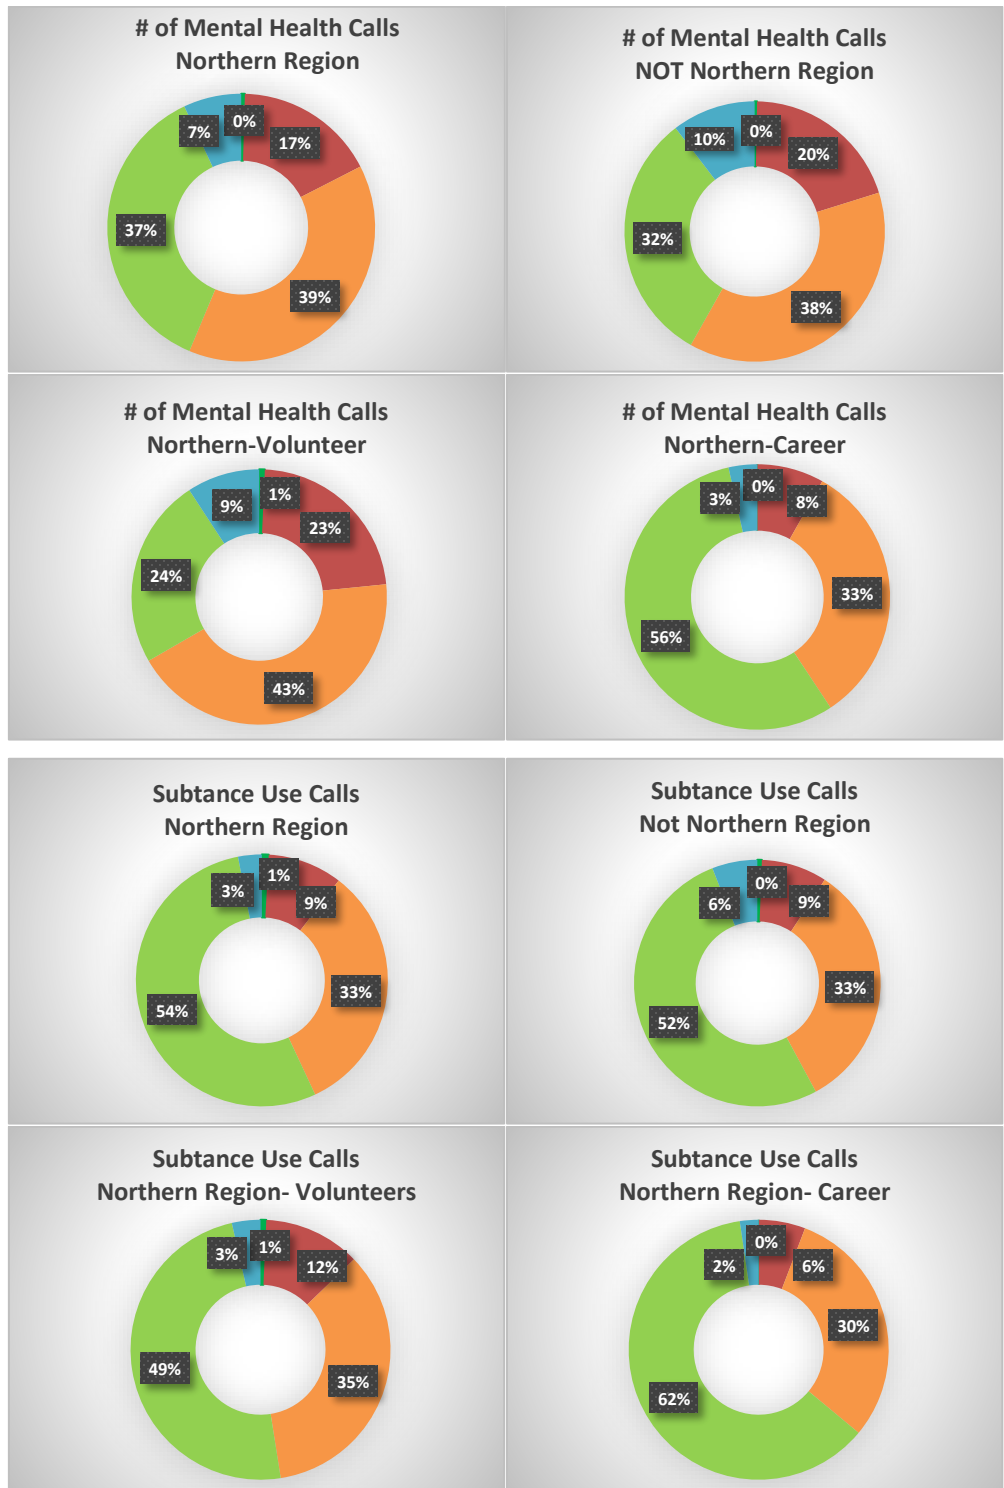 # of Mental Health Calls
Northern Region
7%
0%
17%
37%
39%
# of Mental Health Calls
NOT Northern Region
10%
0%
20%
32%
38%
# of Mental Health Calls
Northern-Volunteer
9%
1%
23%
24%
43%
# of Mental Health Calls
Northern-Career
3%
0%
8%
33%
56%
Subtance Use Calls
Northern Region
3%
1%
9%
33%
54%
Subtance Use Calls
Not Northern Region
6%
0%
9%
33%
52%
Subtance Use Calls
Northern Region- Volunteers
3%
1%
12%
49%
35%
Subtance Use Calls
Northern Region- Career
2%
0%
6%
30%
62%